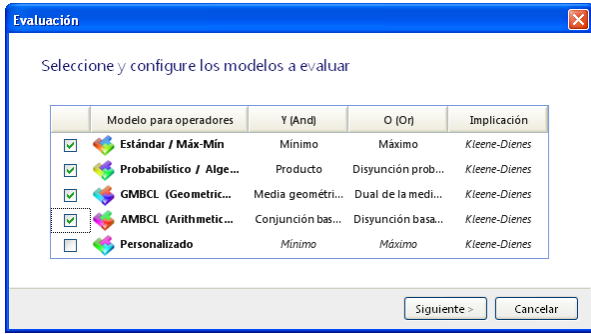 Evaluación
Seleccione y configure los modelos a evaluar
Modelo para operadores Y (And) O (Or) Implicación
Estándar / Máx-Mín Mínimo Máximo Kleene-Dienes
Probabilístico / Alge... Producto Disyunción prob... Kleene-Dienes
GMBCL (Geometric... Media geométri... Dual de la medi... Kleene-Dienes
AMBCL (Arithmetic... Conjunción bas... Disyunción basa... Kleene-Dienes
Personalizado Mínimo Máximo Kleene-Dienes
Siguiente > Cancelar